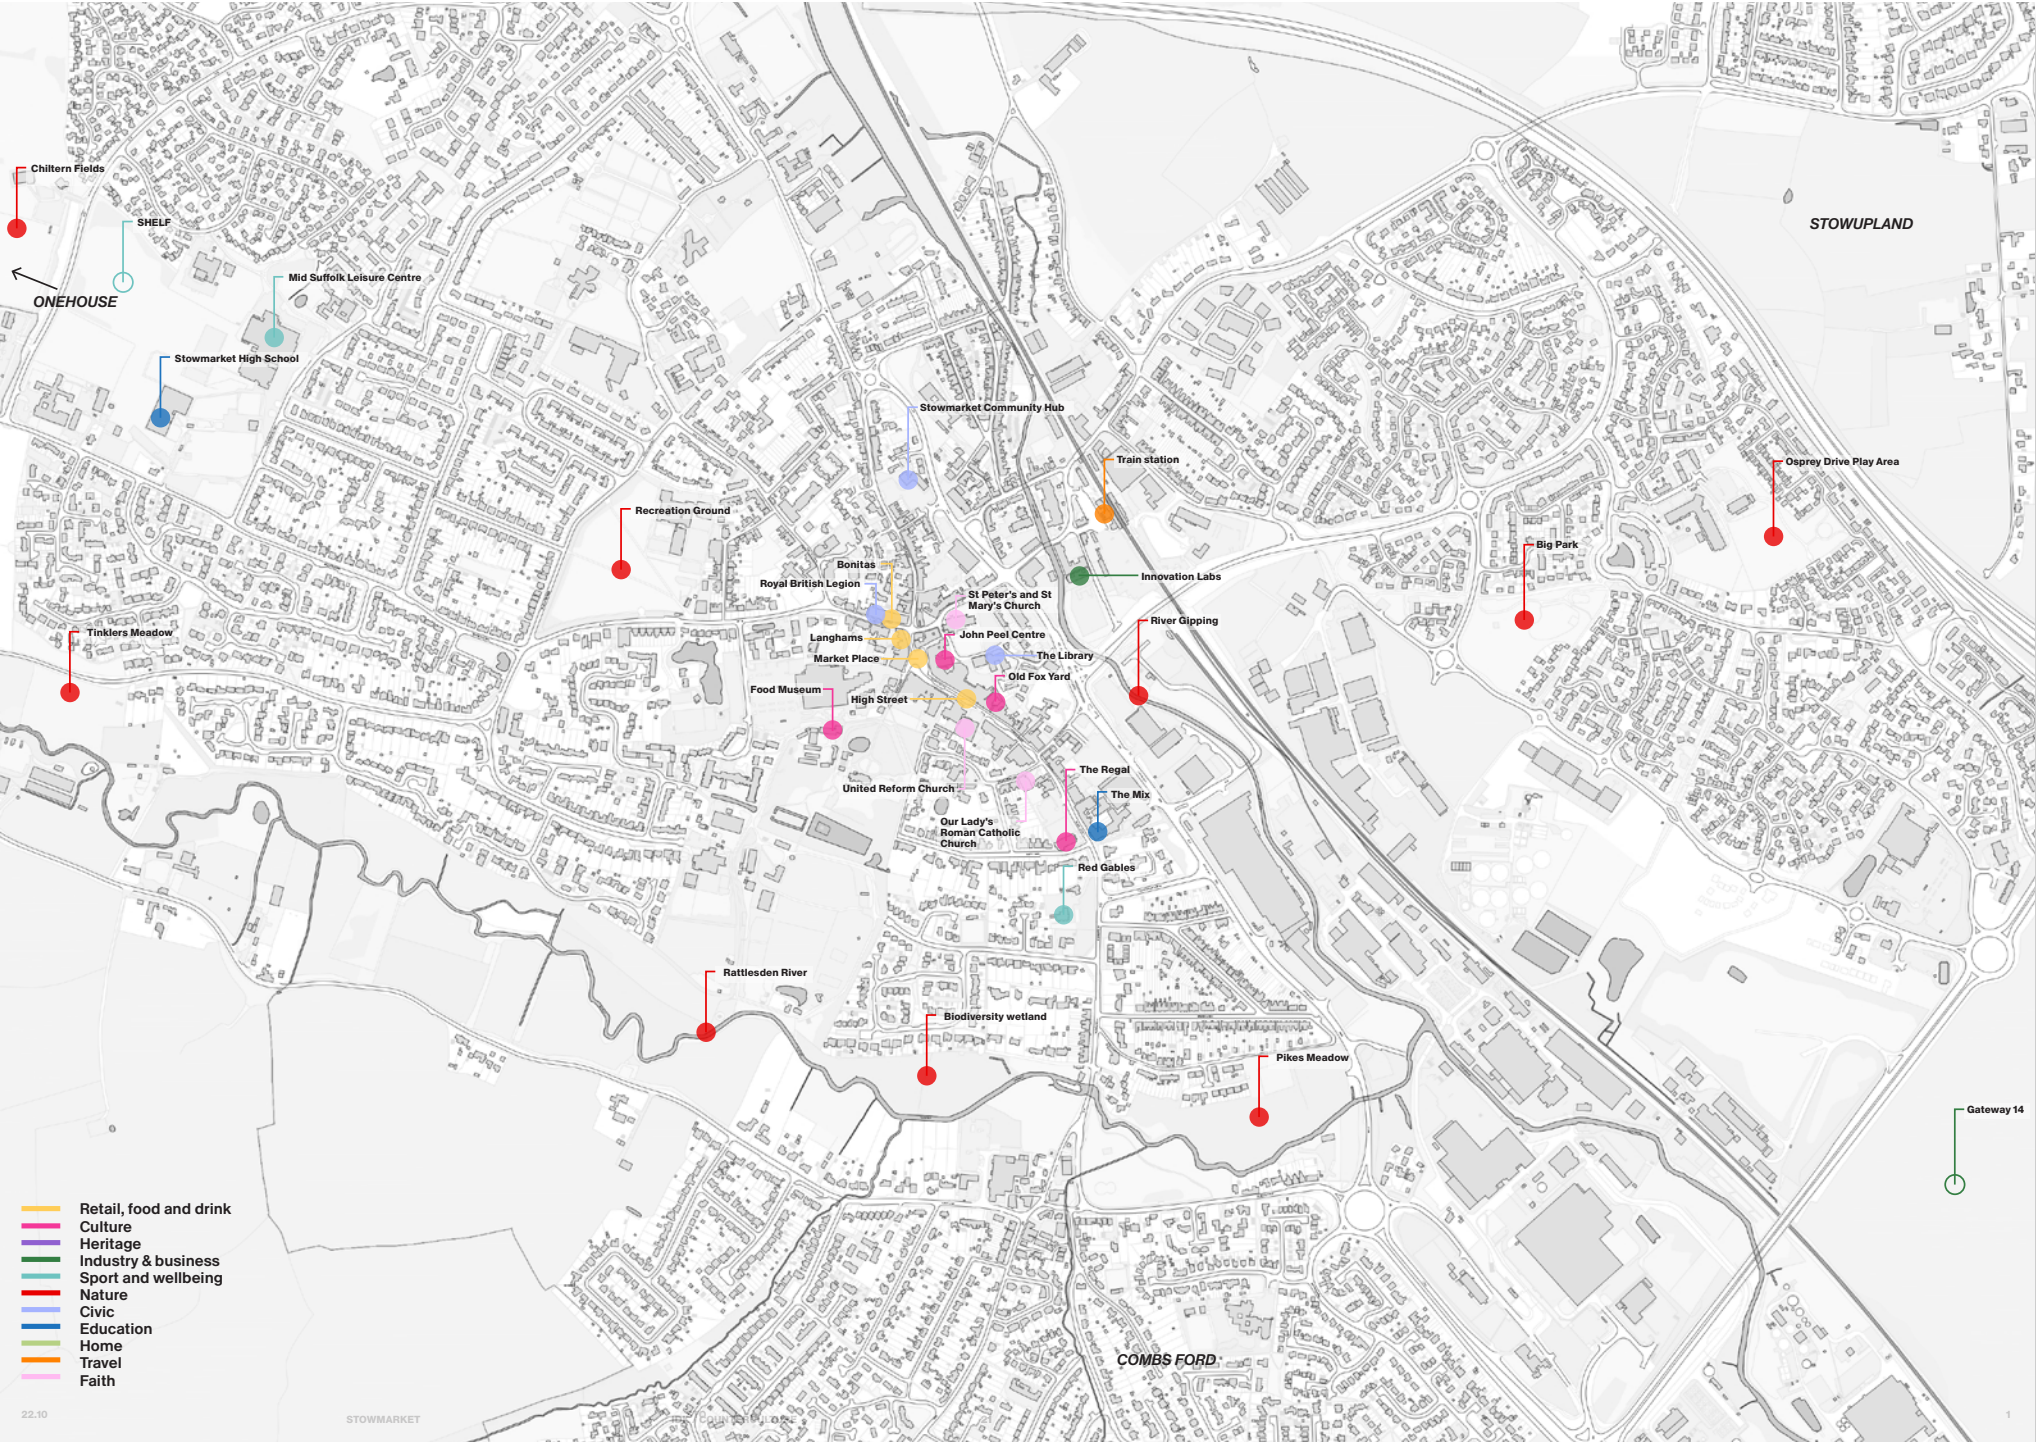 Chiltern Fields
SHELF
STOWUPLAND
Mid Suffolk Leisure Centre
ONEHOUSE
Stowmarket High School
Stowmarket Community Hub
Train station
Osprey Drive Play Area
Recreation Ground
Big Park
Bonitas
Innovation Labs
Royal British Legion
St Peter's and St
Mary's Church
River Gipping
Tinklers Meadow
Langhams
John Peel Centre
Market Place
The Library
Old Fox Yard
Food Museum
High Street
The Regal
United Reform Church
The Mix
Our Lady's
Roman Catholic
Church
Red Gables
Rattlesden River
Biodiversity wetland
Pikes Meadow
Gateway 14
Retail, food and drink
Culture
Heritage
Industry & business
Sport and wellbeing
Nature
Civic
Education
Home
Travel
Faith
COMBS FORD
22.10
STOWMARKET
1